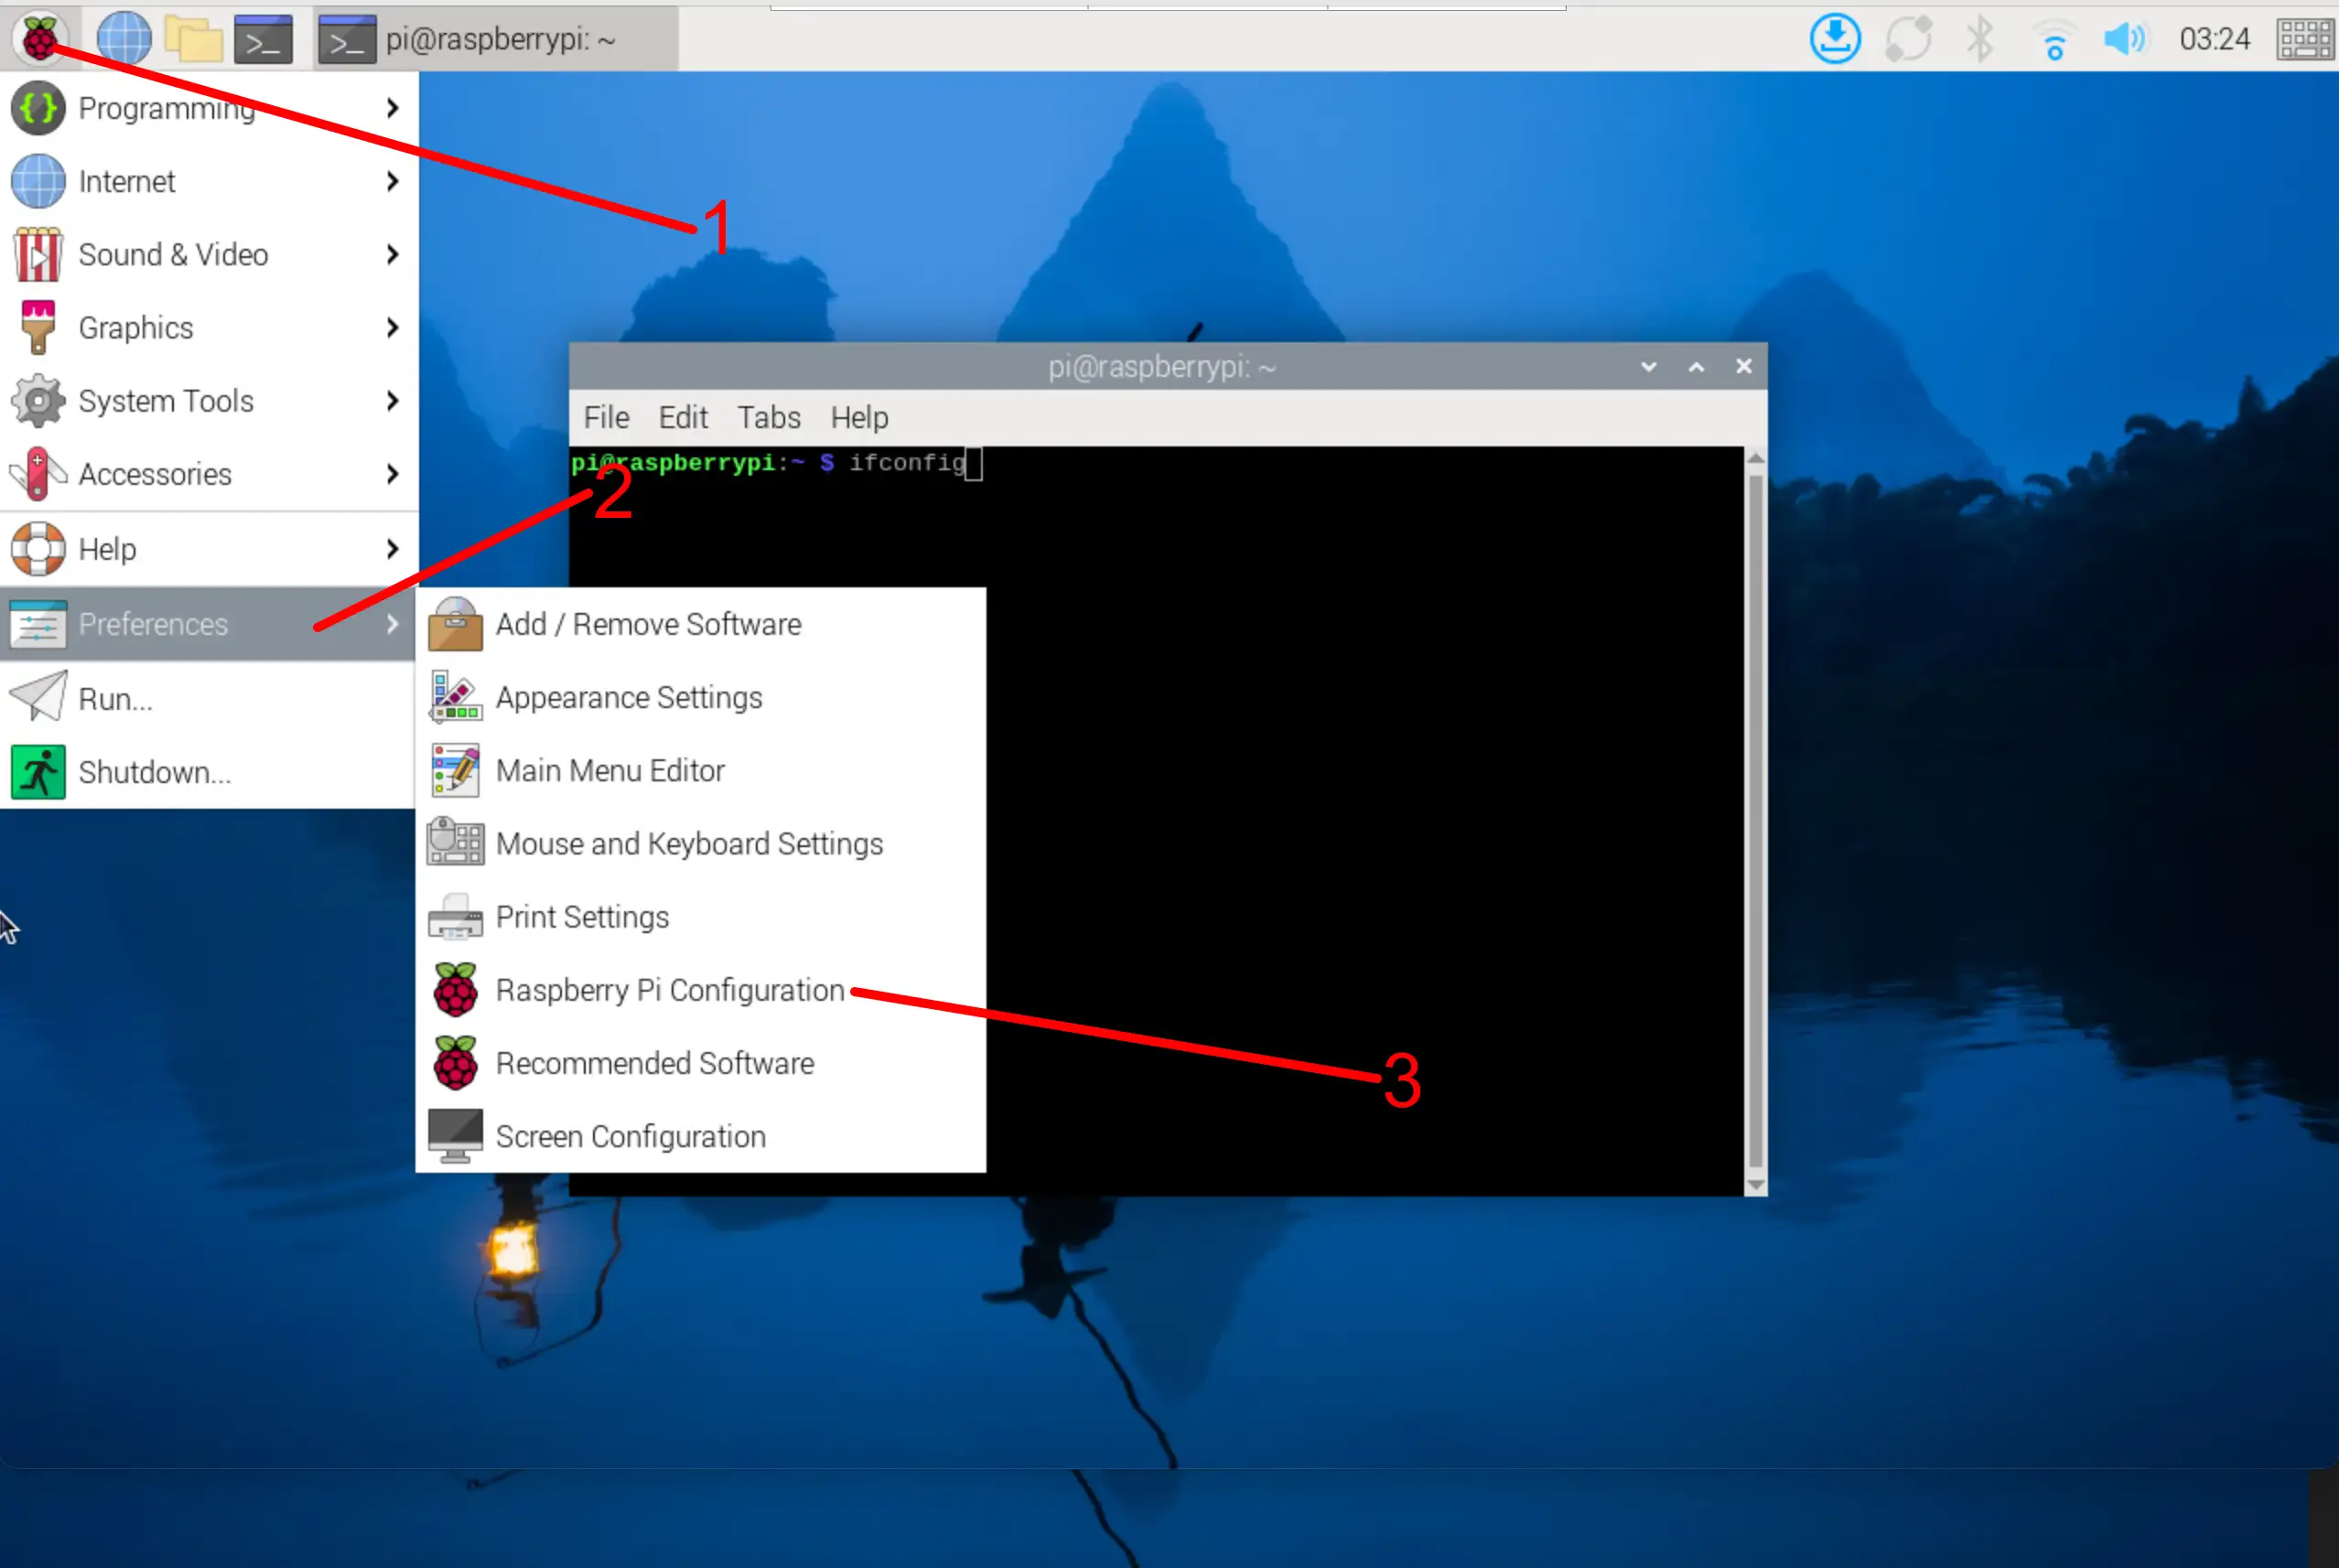 pi@raspberrypi: ~
03:24
Programming
Internet
Sound & Video
Graphics
System Tools
Accessories
Help
Preferences
Run...
Shutdown...
1
2
3
pi@raspberrypi: ~
File Edit Tabs Help
pi@raspberrypi:~ $ ifconfig
Add / Remove Software
Appearance Settings
Main Menu Editor
Mouse and Keyboard Settings
Print Settings
Raspberry Pi Configuration
Recommended Software
Screen Configuration